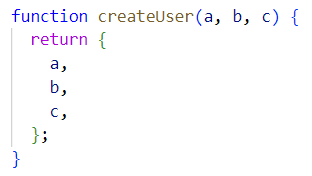 function createUser(a, b, c) {
  return {
    a,
    b,
    c,
  };
}